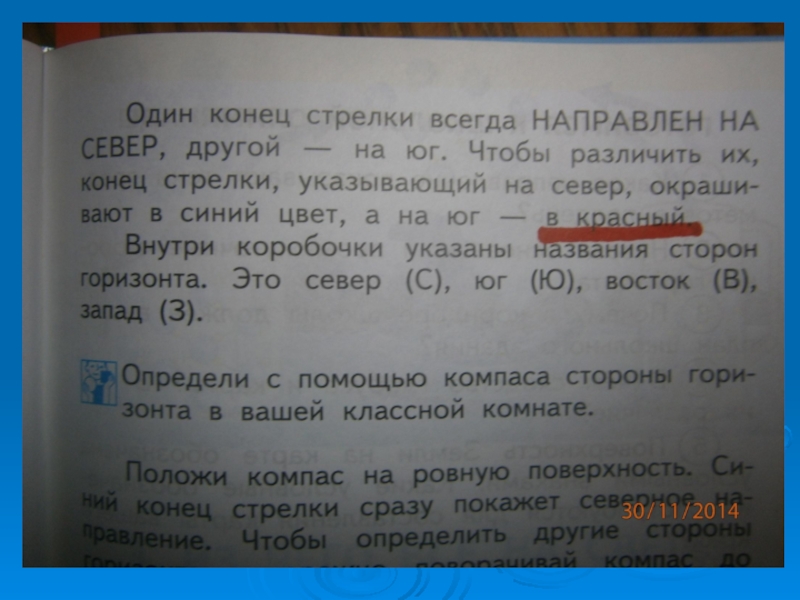 Один конец стрелки всегда НАПРАВЛЕН НА
СЕВЕР, другой — на юг. Чтобы различить их,
конец стрелки, указывающий на север, окраши-
вают в синий цвет, а на юг — в красный.
Внутри коробочки указаны названия сторон
горизонта. Это север (С), юг (Ю), восток (В),
запад (З).
Определи с помощью компаса стороны гори-
зонта в вашей классной комнате.
Положи компас на ровную поверхность. Си-
ний конец стрелки сразу покажет северное на-
30/11/2014
правление. Чтобы определить другие стороны
поворачивай компас до